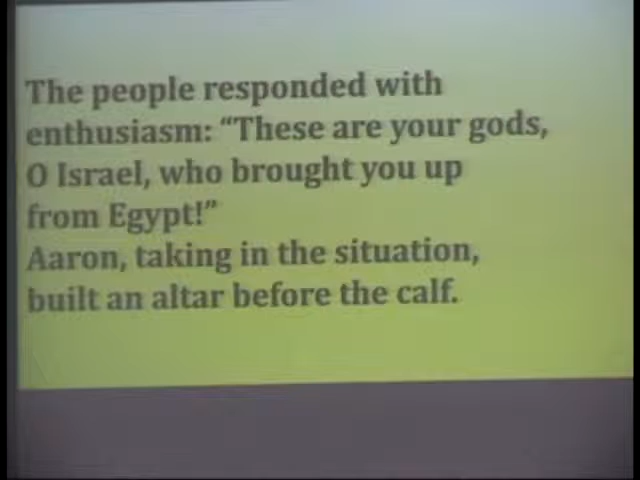 The people responded with
enthusiasm: “These are your gods,
O Israel, who brought you up
from Egypt!”
Aaron, taking in the situation,
built an altar before the calf.